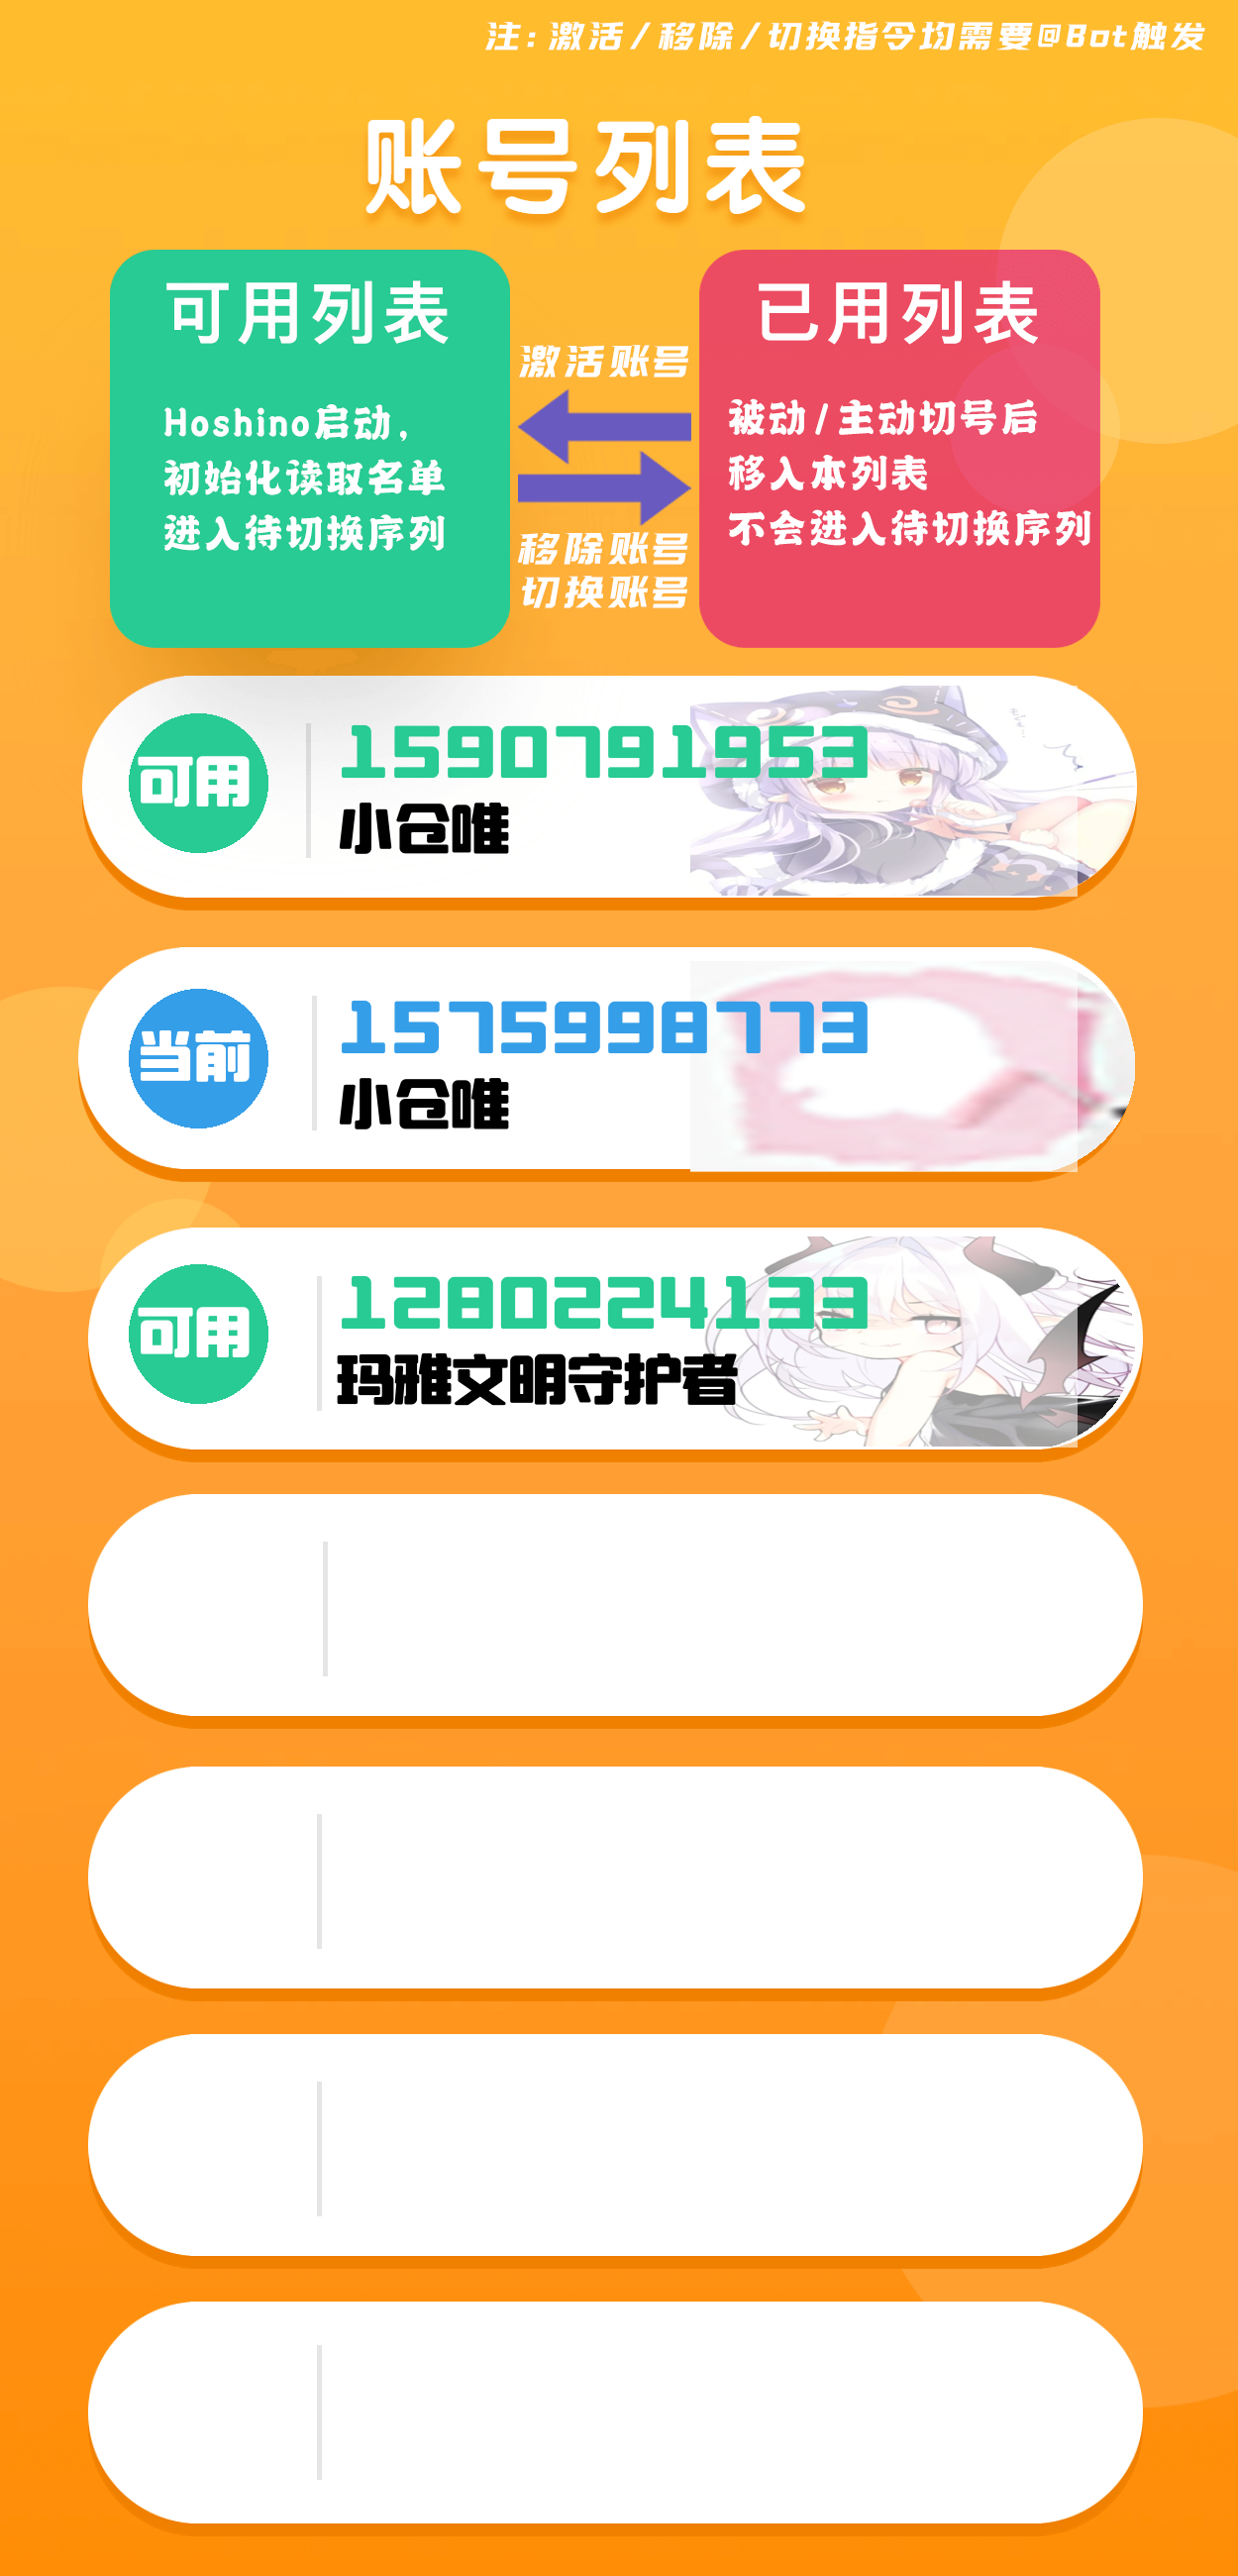 注：激活/移除/切换指令均需要@Bot触发
账号列表
可用列表
Hoshino启动，
初始化读取名单
进入待切换序列
激活账号
移除账号
切换账号
已用列表
被动/主动切号后
移入本列表
不会进入待切换序列
可用
1590791953
小仓唯
当前
1575998773
小仓唯
可用
1280224133
玛雅文明守护者